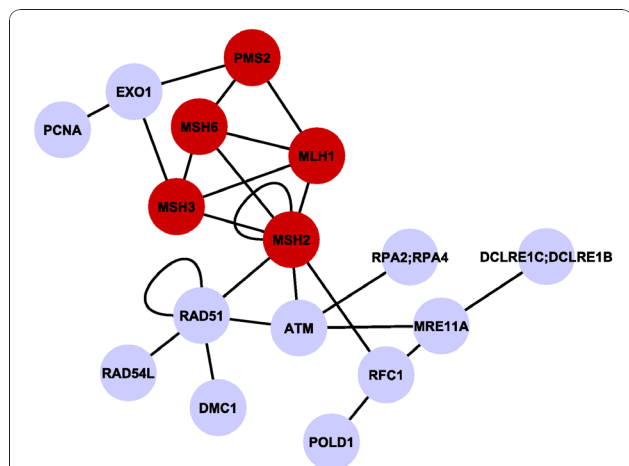 PMS2
EXO1
PCNA
MSH6
MLH1
MSH3
MSH2
RPA2;RPA4
DCLRE1C;DCLRE1B
RAD51
ATM
MRE11A
RAD54L
RFC1
DMC1
POLD1